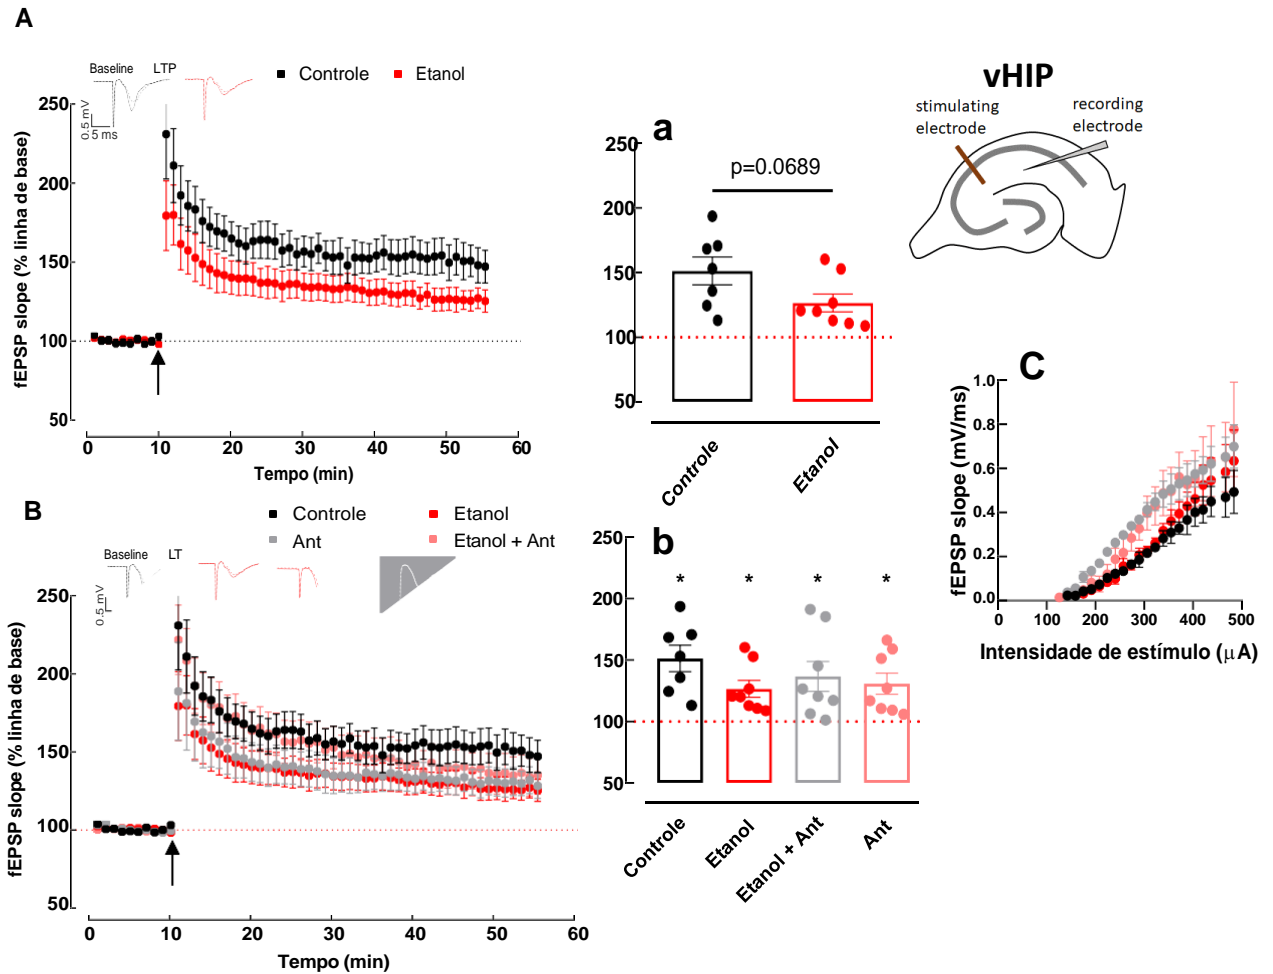 A
Baseline LTP
Controle Etanol
0.5 mV
5 ms
fEPSP slope (% linha de base)
250
200
150
100
50
0 10 20 30 40 50 60
Tempo (min)
a
p=0.0689
250
200
150
100
50
Controle Etanol
vHIP
stimulating
electrode
recording
electrode
B
Controle Etanol
Ant Etanol + Ant
Baseline LT
0.5 mV
fEPSP slope (% linha de base)
250
200
150
100
50
0 10 20 30 40 50 60
Tempo (min)
b
250
200
150
100
50
* * * *
Controle Etanol Etanol + Ant Ant
C
fEPSP slope (mV/ms)
1.0
0.8
0.6
0.4
0.2
0.0
0 100 200 300 400 500
Intensidade de estímulo (μA)